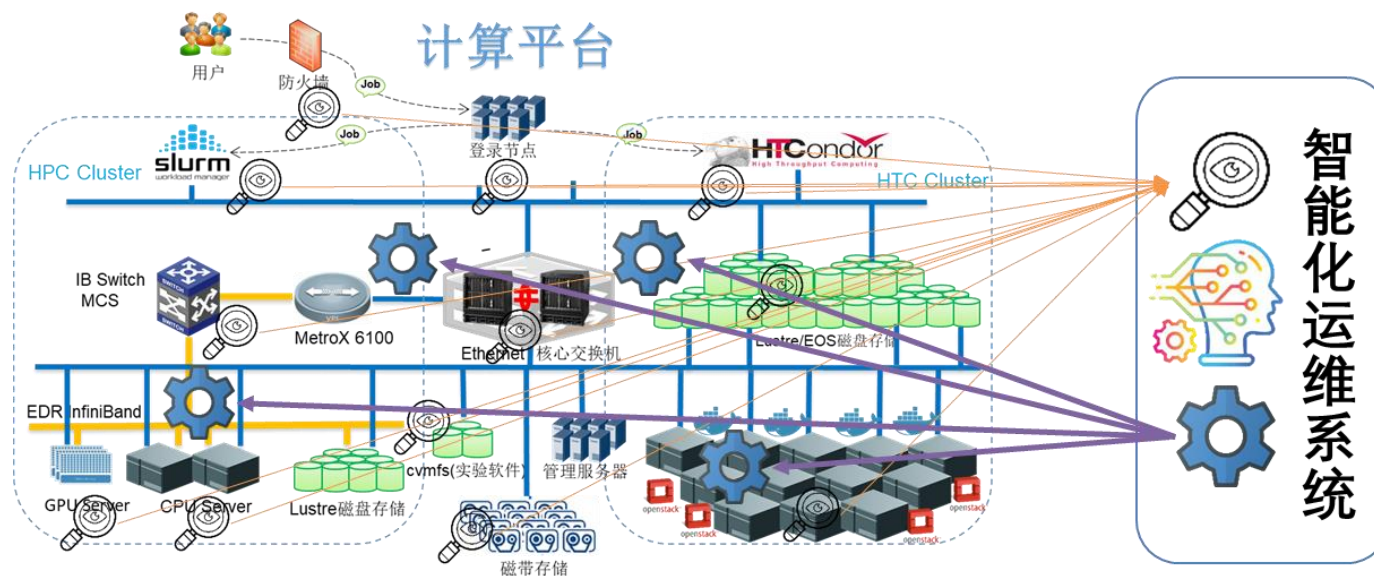 计算平台
用户
防火墙
Job
Job
Job
登录节点
slurm
workload manager
HTCondor
High Throughput Computing
HPC Cluster
HTC Cluster
智能化运维系统
IB Switch
MCS
SWITCH
SWITCH
MetroX 6100
Ethernet 核心交换机
Lustre/EOS磁盘存储
EDR InfiniBand
cvmfs(实验软件)
管理服务器
GPU Server
CPU Server
Lustre磁盘存储
磁带存储
openstack
openstack
openstack
openstack